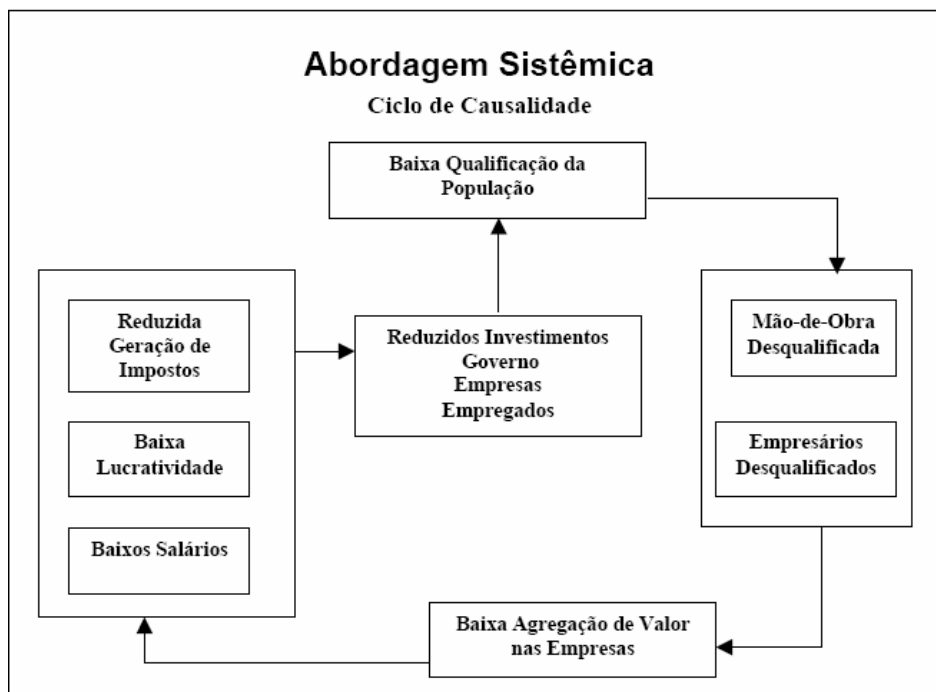 Abordagem Sistêmica
Ciclo de Causalidade
Baixa Qualificação da
População
Reduzida
Geração de
Impostos
Baixa
Lucratividade
Baixos Salários
Reduzidos Investimentos
Governo
Empresas
Empregados
Mão-de-Obra
Desqualificada
Empresários
Desqualificados
Baixa Agregação de Valor
nas Empresas